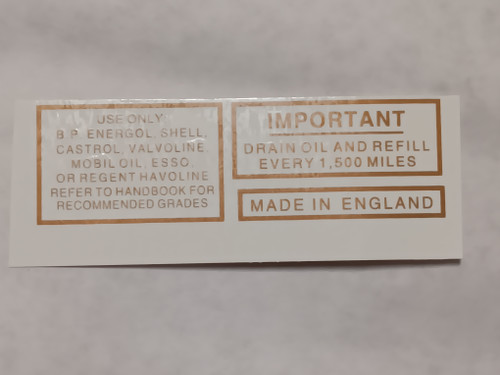 USE ONLY
B.P. ENERGOL, SHELL,
CASTROL, VALVOLINE,
MOBIL OIL, ESSO,
OR REGENT HAVOLINE
REFER TO HANDBOOK FOR
RECOMMENDED GRADES
IMPORTANT
DRAIN OIL AND REFILL
EVERY 1,500 MILES
MADE IN ENGLAND